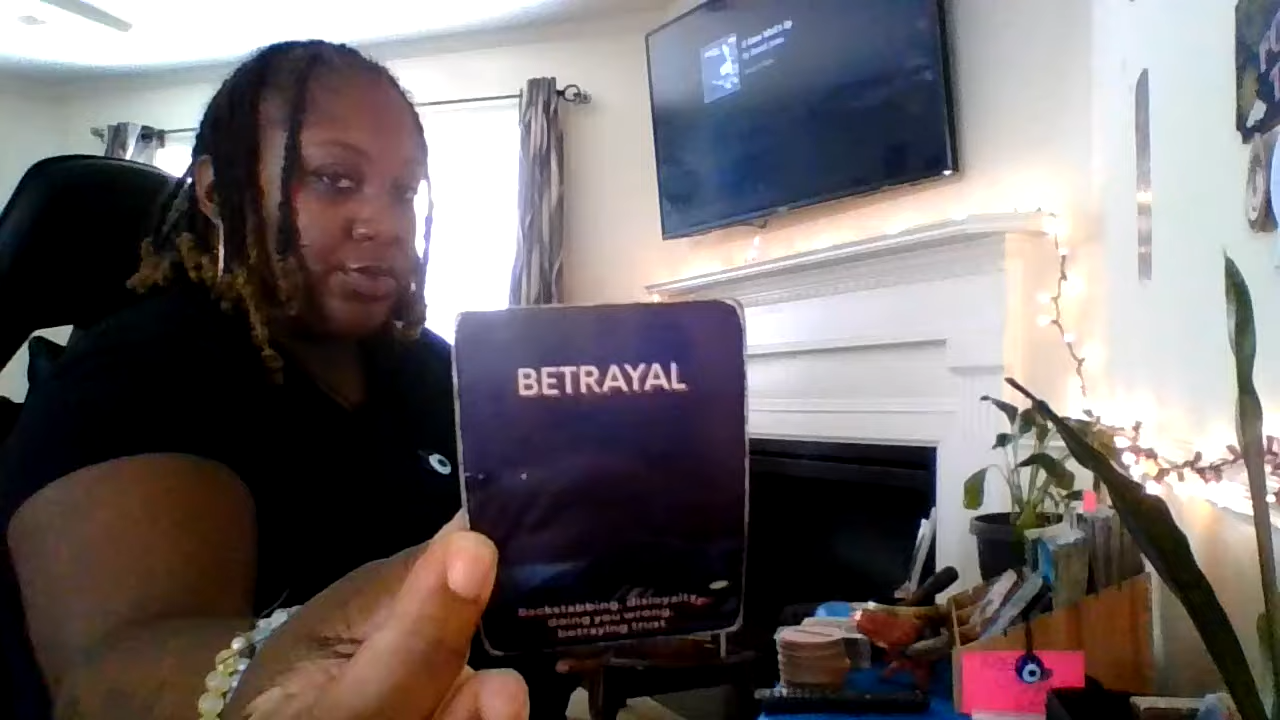 BETRAYAL
Backstabbing, disloyalty,
doing you wrong,
betraying trust